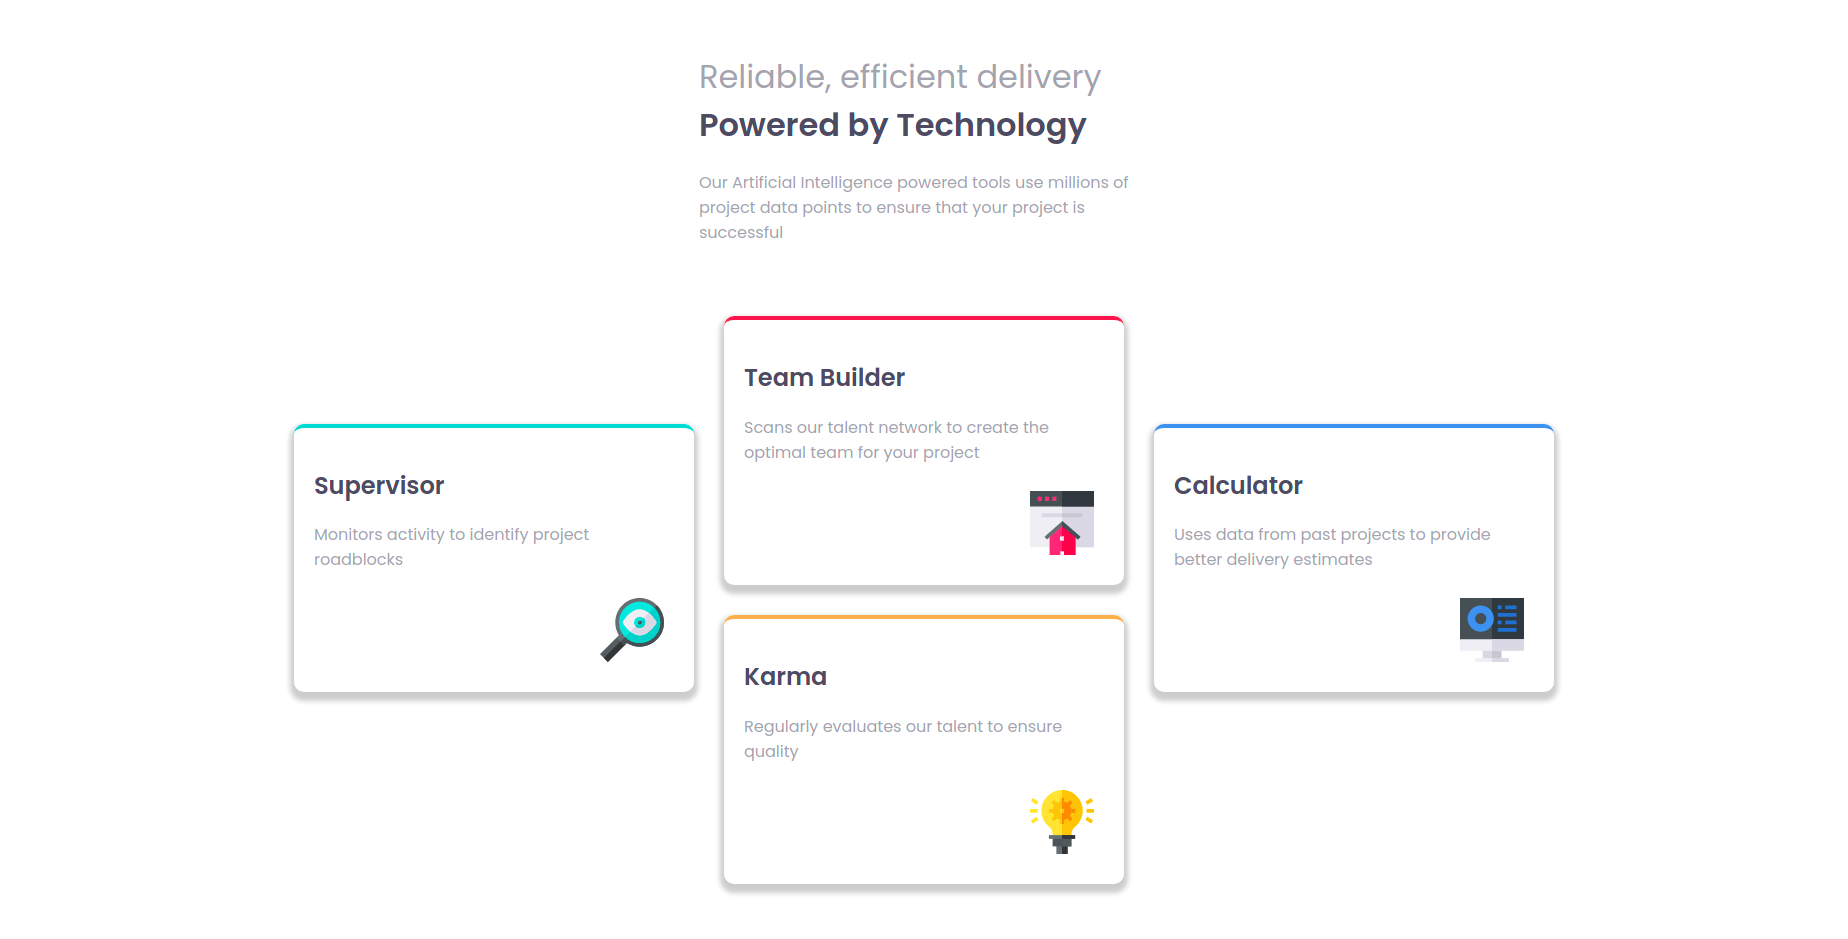 Reliable, efficient delivery
Powered by Technology
Our Artificial Intelligence powered tools use millions of
project data points to ensure that your project is
successful
Supervisor
Monitors activity to identify project
roadblocks
Team Builder
Scans our talent network to create the
optimal team for your project
Karma
Regularly evaluates our talent to ensure
quality
Calculator
Uses data from past projects to provide
better delivery estimates